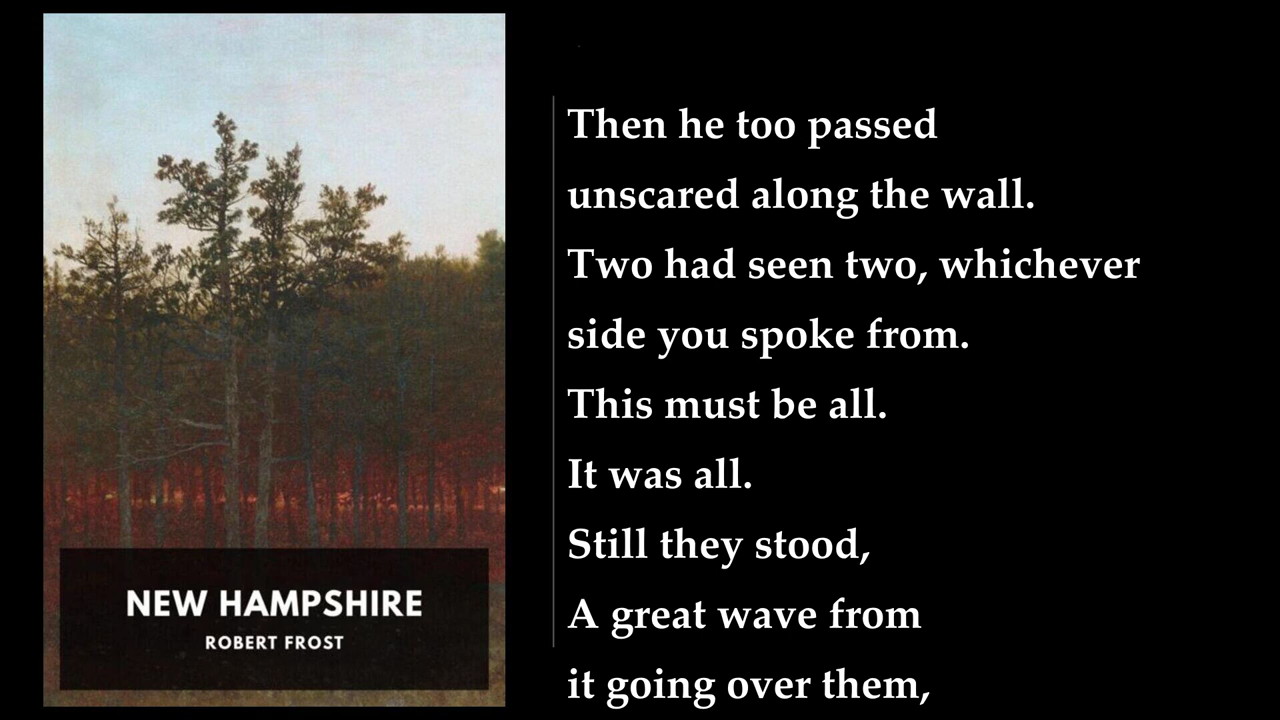 NEW HAMPSHIRE
ROBERT FROST
Then he too passed
unscared along the wall.
Two had seen two, whichever
side you spoke from.
This must be all.
It was all.
Still they stood,
A great wave from
it going over them,